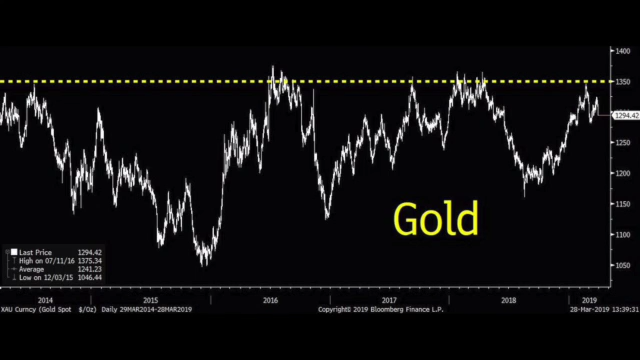 1400
1350
1294.42
1250
1200
1150
1100
1050
Gold
Last Price 1294.42
High on 07/11/16 1375.34
Average 1241.23
Low on 12/03/15 1046.44
2014 2015 2016 2017 2018 2019
XAU Curncy (Gold Spot $/Oz) Daily 29MAR2014-28MAR2019 Copyright© 2019 Bloomberg Finance L.P. 28-Mar-2019 13:39:31